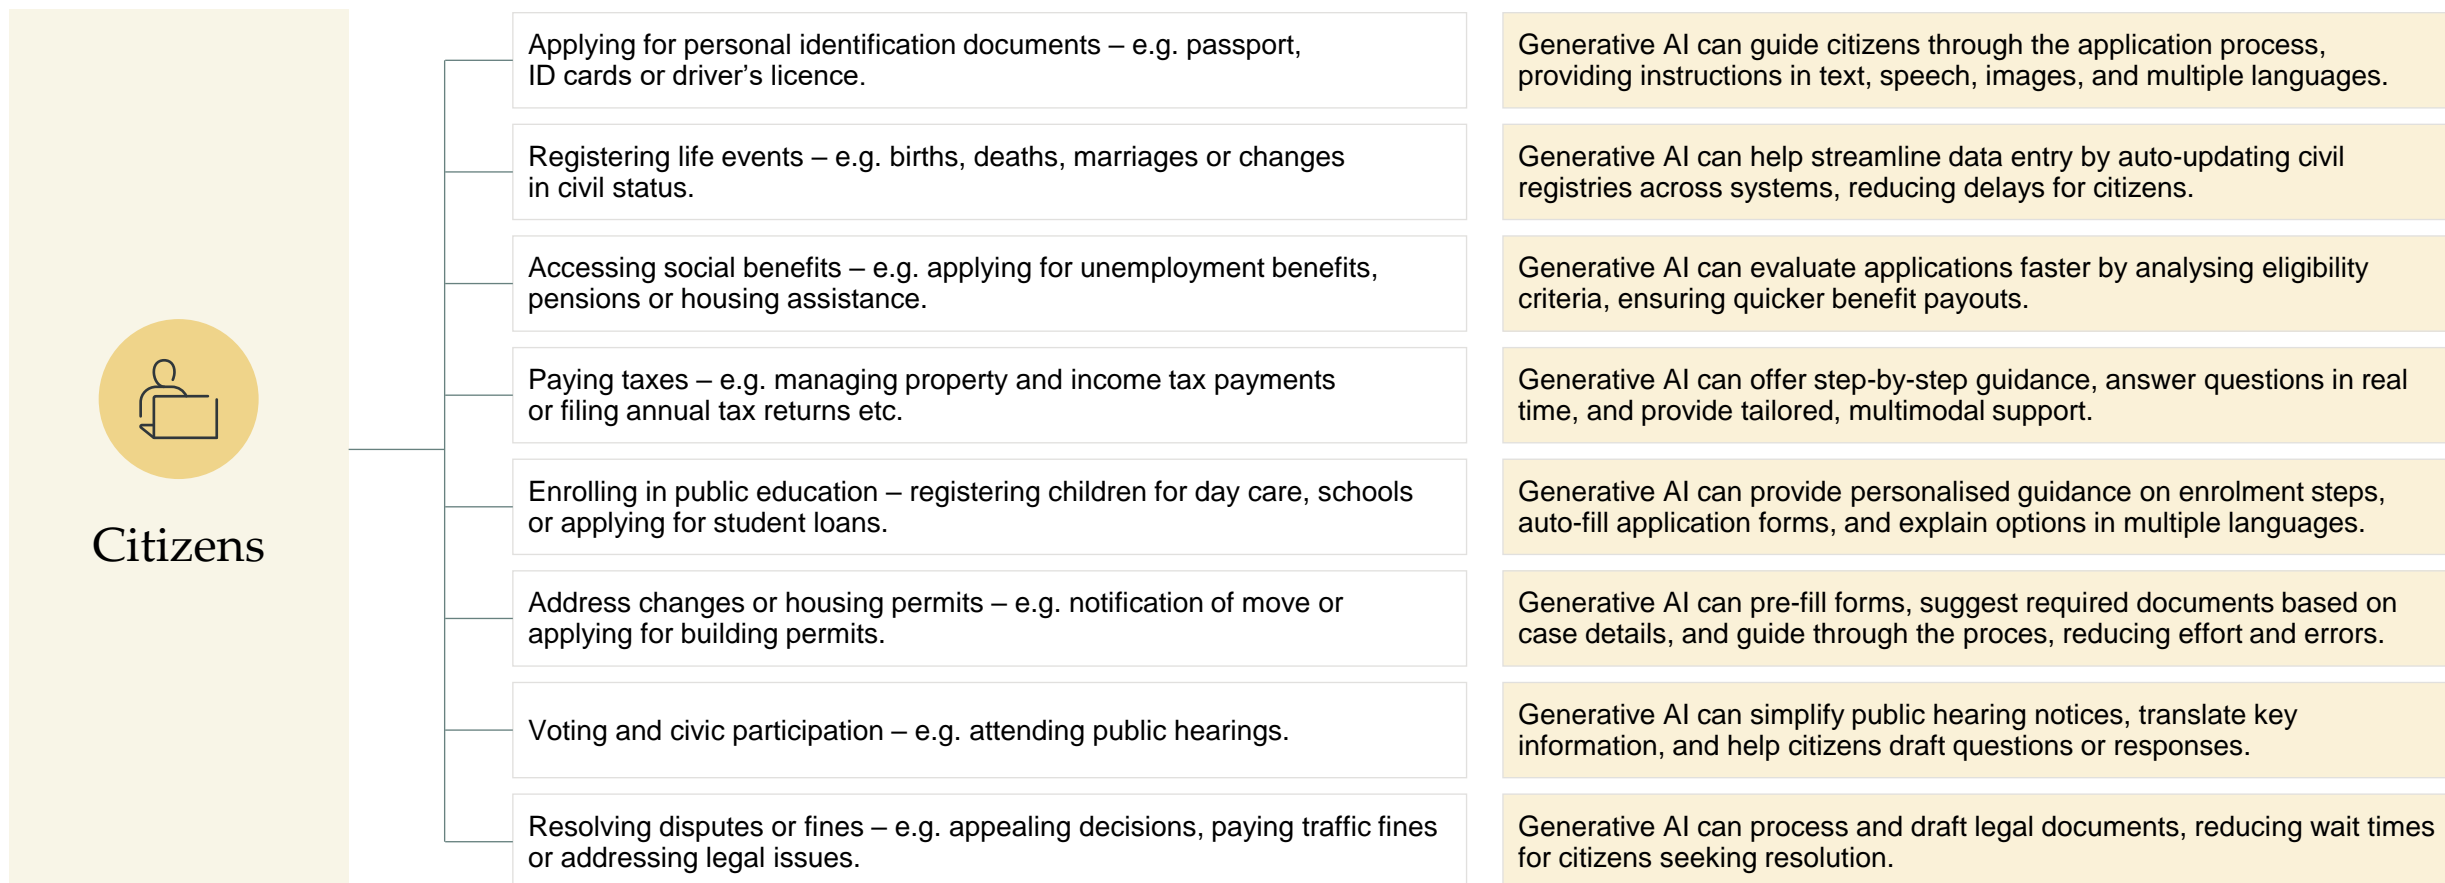 Citizens
Applying for personal identification documents – e.g. passport,
ID cards or driver's licence.
Generative AI can guide citizens through the application process,
providing instructions in text, speech, images, and multiple languages.
Registering life events – e.g. births, deaths, marriages or changes
in civil status.
Generative AI can help streamline data entry by auto-updating civil
registries across systems, reducing delays for citizens.
Accessing social benefits – e.g. applying for unemployment benefits,
pensions or housing assistance.
Generative AI can evaluate applications faster by analysing eligibility
criteria, ensuring quicker benefit payouts.
Paying taxes – e.g. managing property and income tax payments
or filing annual tax returns etc.
Generative AI can offer step-by-step guidance, answer questions in real
time, and provide tailored, multimodal support.
Enrolling in public education – registering children for day care, schools
or applying for student loans.
Generative AI can provide personalised guidance on enrolment steps,
auto-fill application forms, and explain options in multiple languages.
Address changes or housing permits – e.g. notification of move or
applying for building permits.
Generative AI can pre-fill forms, suggest required documents based on
case details, and guide through the proces, reducing effort and errors.
Voting and civic participation – e.g. attending public hearings.
Generative AI can simplify public hearing notices, translate key
information, and help citizens draft questions or responses.
Resolving disputes or fines – e.g. appealing decisions, paying traffic fines
or addressing legal issues.
Generative AI can process and draft legal documents, reducing wait times
for citizens seeking resolution.